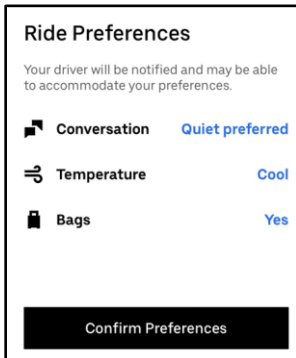 Ride Preferences
Your driver will be notified and may be able
to accommodate your preferences.
Conversation Quiet preferred
Temperature Cool
Bags Yes
Confirm Preferences